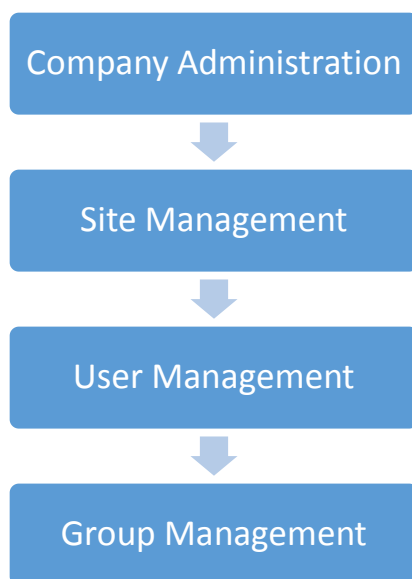 Company Administration
Site Management
User Management
Group Management